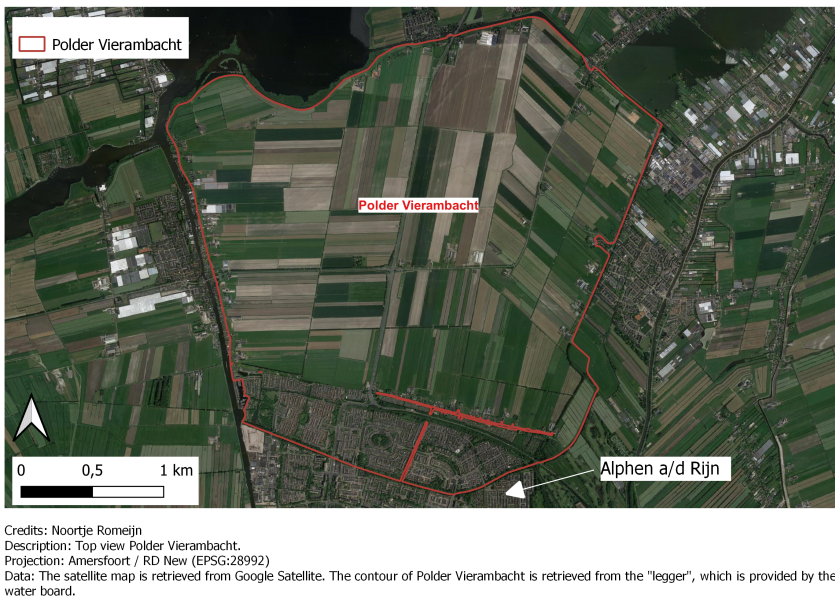 Polder Vierambacht
Polder Vierambacht
Alphen a/d Rijn
0 0,5 1 km
Credits: Noortje Romeijn
Description: Top view Polder Vierambacht.
Projection: Amersfoort / RD New (EPSG:28992)
Data: The satellite map is retrieved from Google Satellite. The contour of Polder Vierambacht is retrieved from the "legger", which is provided by the
water board.